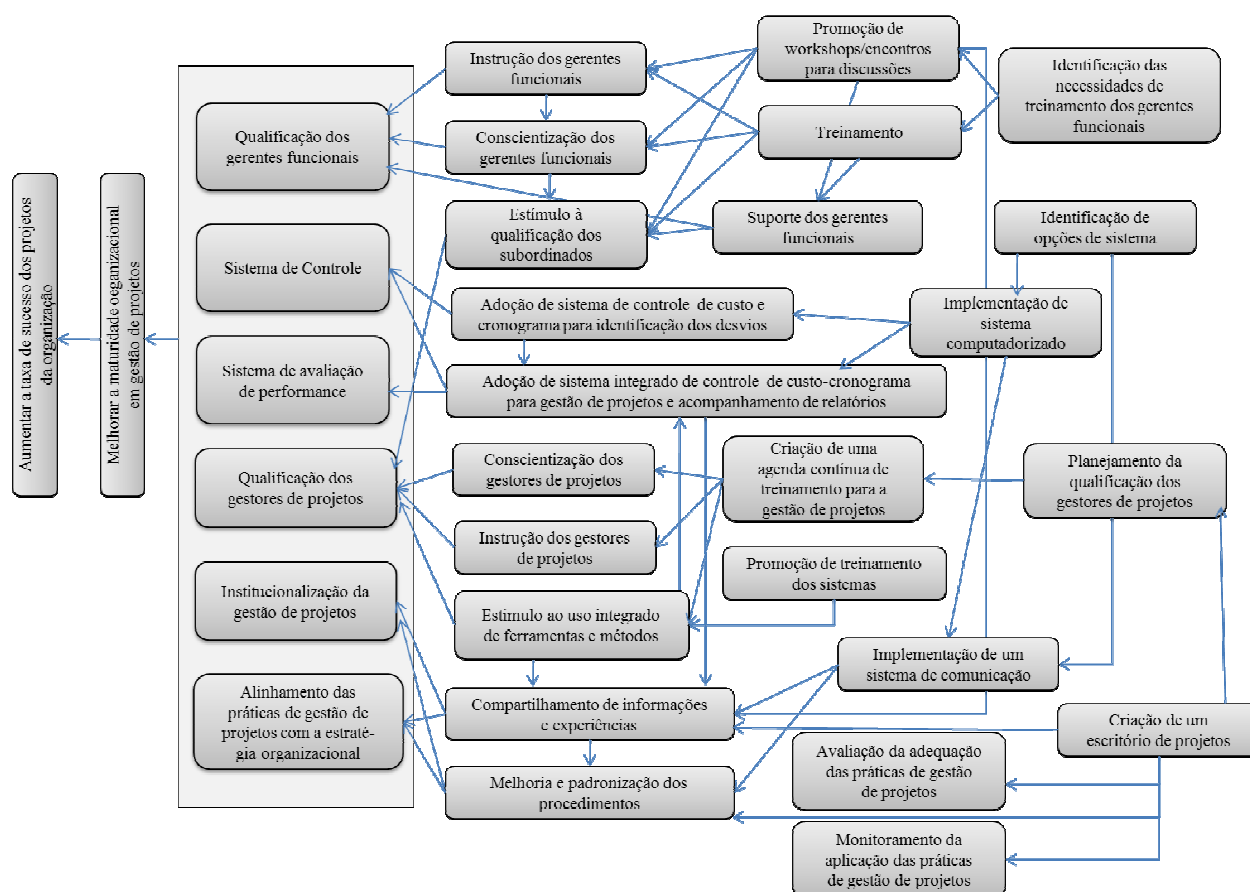 Aumentar a taxa de sucesso dos projetos
da organização
Melhorar a maturidade oeganizacional
em gestão de projetos
Qualificação dos
gerentes funcionais
Sistema de Controle
Sistema de avaliação
de performance
Qualificação dos
gestores de projetos
Institucionalização da
gestão de projetos
Alinhamento das
práticas de gestão de
projetos com a estraté-
gia organizacional
Instrução dos gerentes
funcionais
Conscientização dos
gerentes funcionais
Estímulo à
qualificação dos
subordinados
Adoção de sistema de controle de custo e
cronograma para identificação dos desvios
Adoção de sistema integrado de controle de custo-cronograma
para gestão de projetos e acompanhamento de relatórios
Conscientização dos
gestores de projetos
Instrução dos gestores
de projetos
Estímulo ao uso integrado
de ferramentas e métodos
Compartilhamento de informações
e experiências
Melhoria e padronização dos
procedimentos
Promoção de
workshops/encontros
para discussões
Treinamento
Suporte dos gerentes
funcionais
Criação de uma
agenda contínua de
treinamento para a
gestão de projetos
Promoção de treinamento
dos sistemas
Identificação das
necessidades de
treinamento dos gerentes
funcionais
Identificação de
opções de sistema
Implementação de
sistema
computadorizado
Planejamento da
qualificação dos
gestores de projetos
Implementação de um
sistema de comunicação
Criação de um
escritório de projetos
Avaliação da adequação
das práticas de gestão
de projetos
Monitoramento da
aplicação das práticas
de gestão de projetos